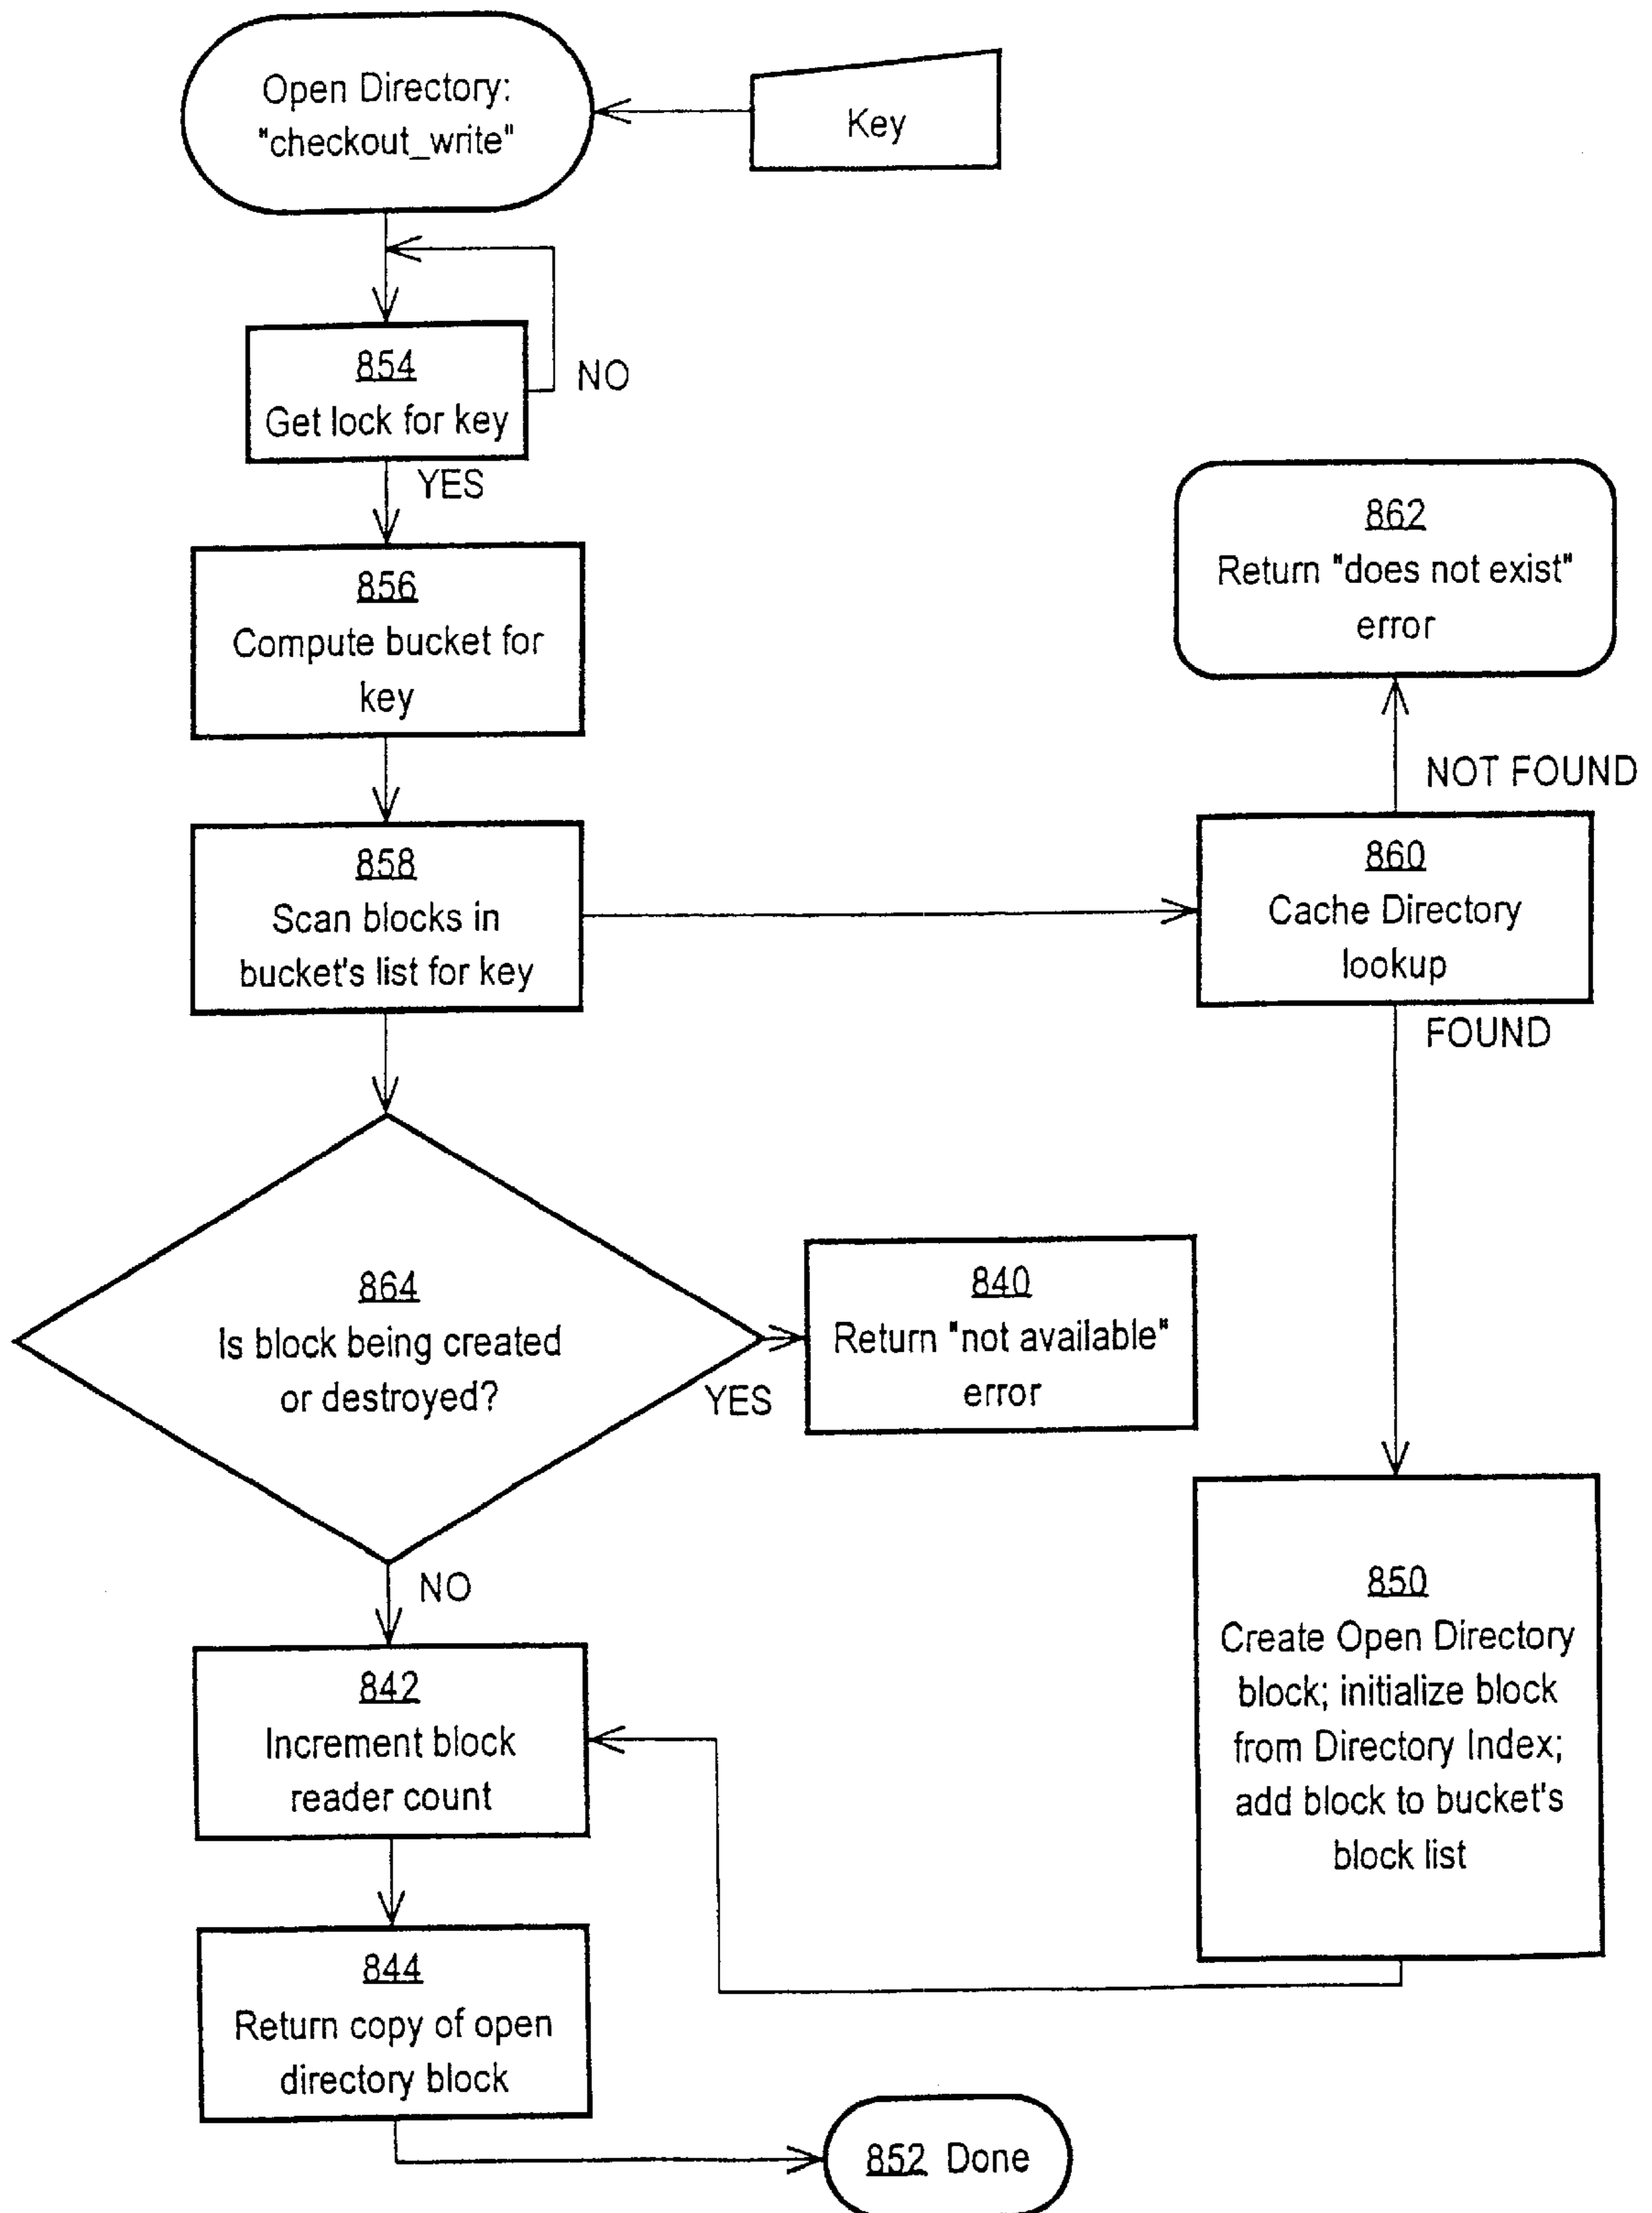 Open Directory:
"checkout_write"
Key
854
Get lock for key
NO
YES
856
Compute bucket for
key
862
Return "does not exist"
error
NOT FOUND
858
Scan blocks in
bucket's list for key
860
Cache Directory
lookup
FOUND
864
Is block being created
or destroyed?
YES
840
Return "not available"
error
NO
850
Create Open Directory
block; initialize block
from Directory Index;
add block to bucket's
block list
842
Increment block
reader count
844
Return copy of open
directory block
852 Done